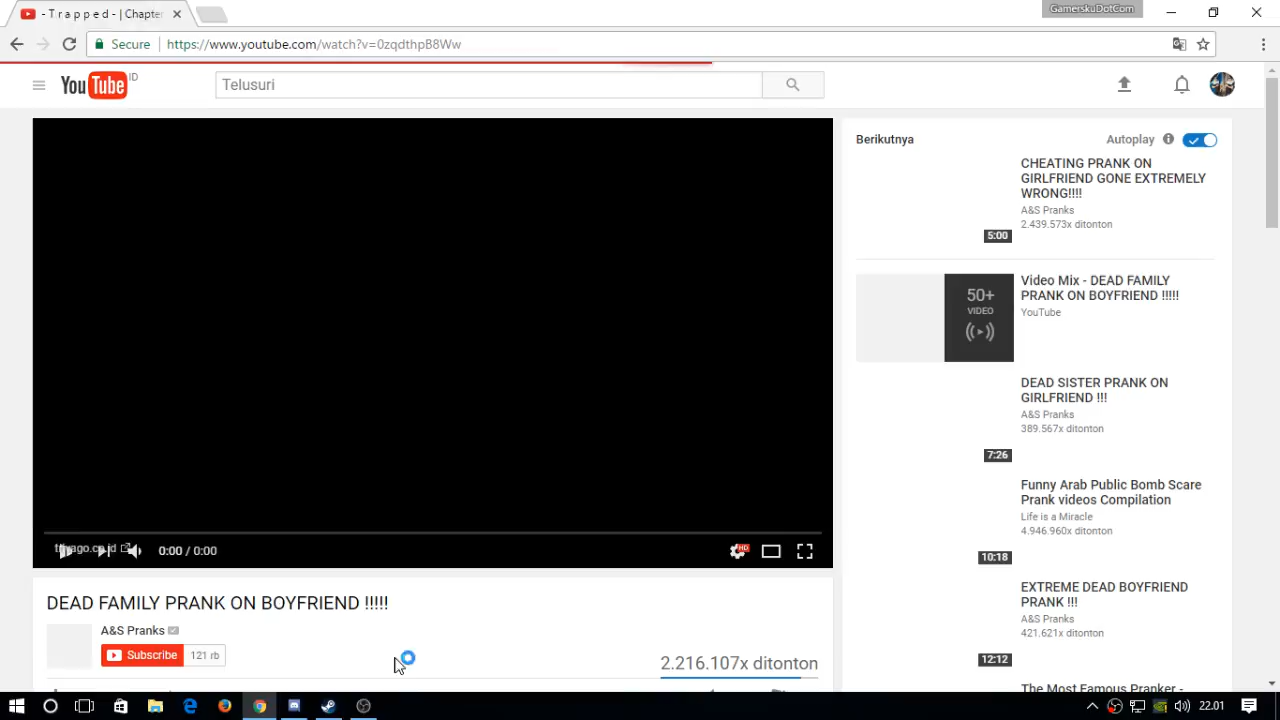 - T r a p p e d - | Chapter
GamerskuDotCom
Secure
https://www.youtube.com/watch?v=0zqdthpB8Ww
YouTube ID
Telusuri
Berikutnya
Autoplay
CHEATING PRANK ON
GIRLFRIEND GONE EXTREMELY
WRONG!!!!
A&S Pranks
2.439.573x ditonton
5:00
Video Mix - DEAD FAMILY
PRANK ON BOYFRIEND !!!!!
YouTube
50+
VIDEO
DEAD SISTER PRANK ON
GIRLFRIEND !!!
A&S Pranks
389.567x ditonton
7:26
Funny Arab Public Bomb Scare
Prank videos Compilation
Life is a Miracle
4.946.960x ditonton
10:18
EXTREME DEAD BOYFRIEND
PRANK !!!
A&S Pranks
421.621x ditonton
12:12
The Most Famous Pranker -
0:00 / 0:00
HD
DEAD FAMILY PRANK ON BOYFRIEND !!!!!
A&S Pranks
Subscribe 121 rb
2.216.107x ditonton
22.01